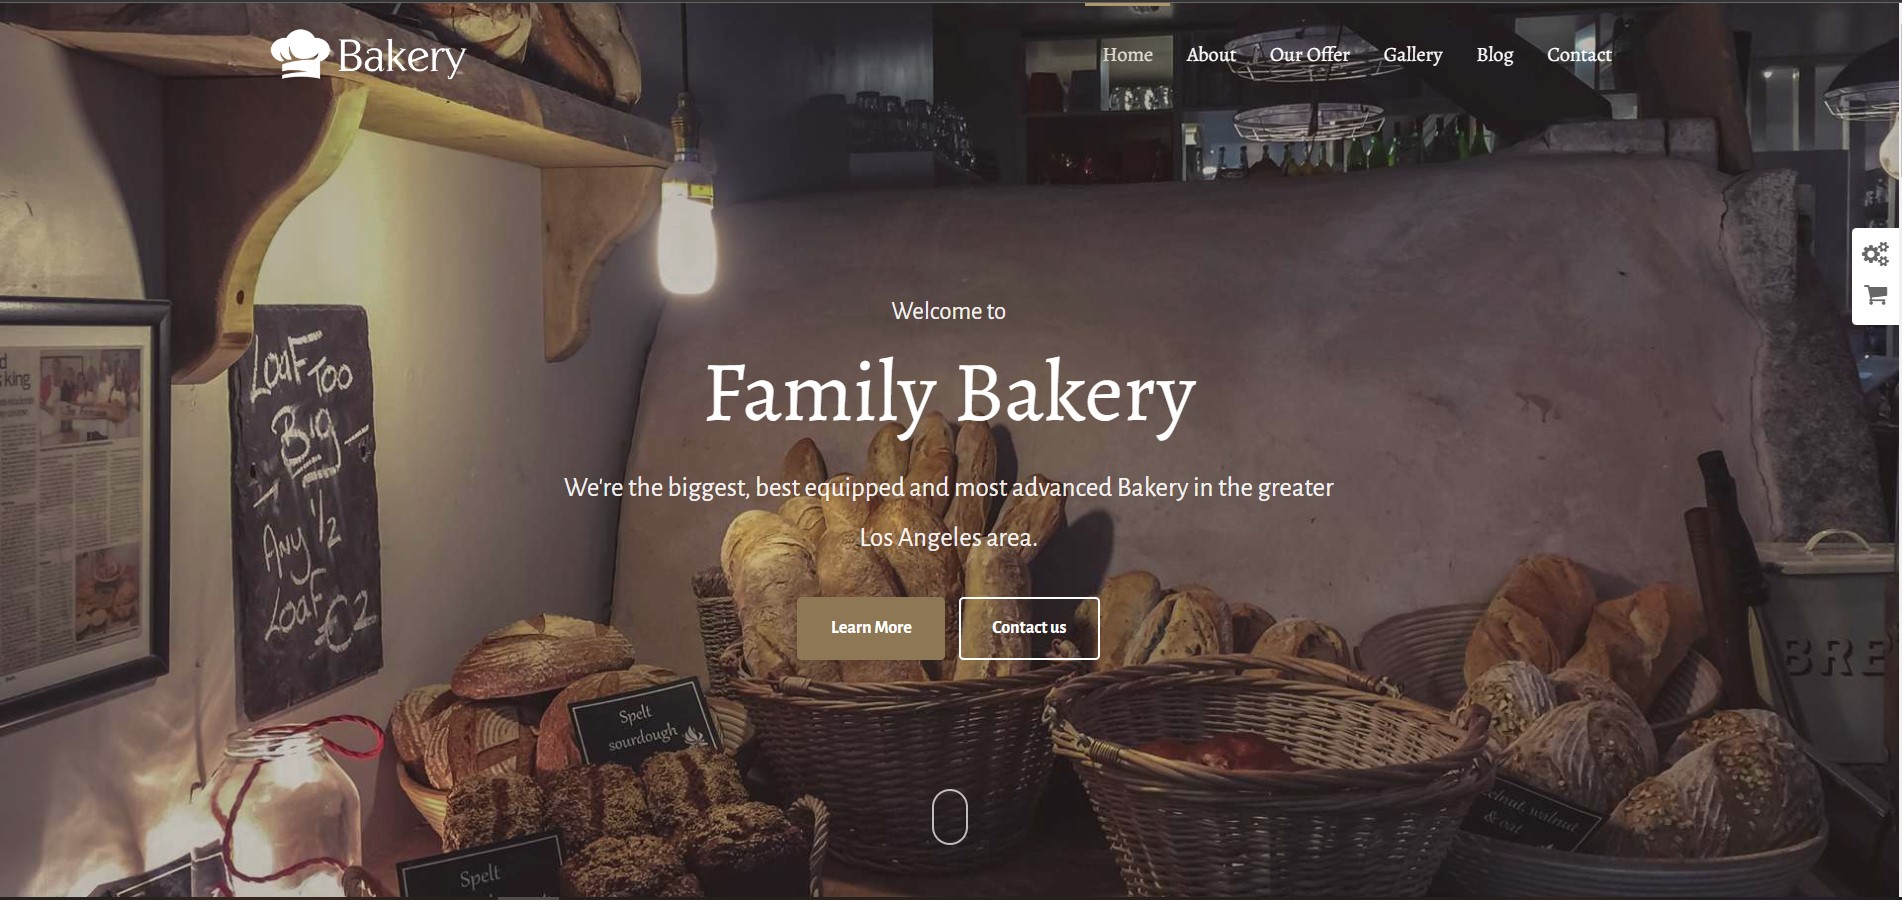 Bakery
Home About Our Offer Gallery Blog Contact
Welcome to
Family Bakery
We're the biggest, best equipped and most advanced Bakery in the greater
Los Angeles area.
Learn More
Contact us
Loaf Too
Big
Any 1/2
Loaf
€2
king
Spelt
sourdough
Spelt
walnut
& oat
BRE